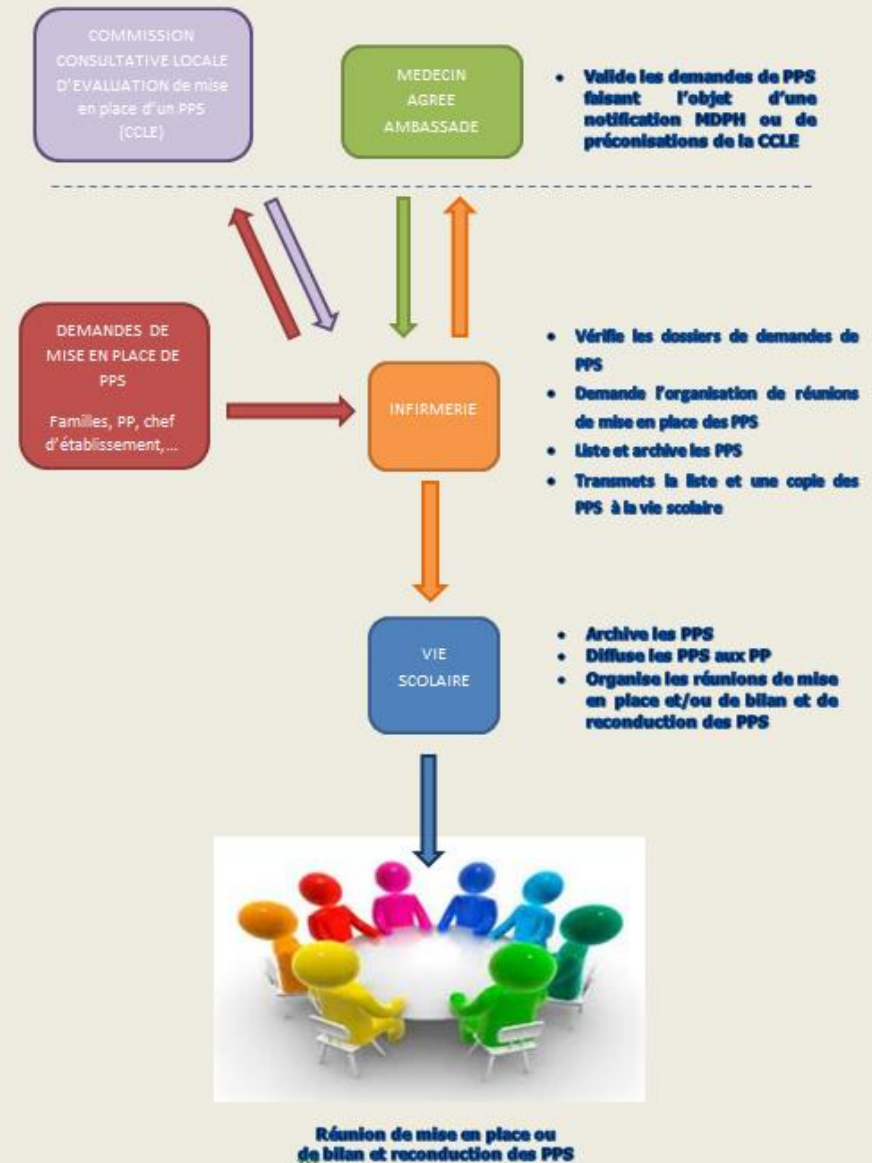 COMMISSION
CONSULTATIVE LOCALE
D'EVALUATION de mise
en place d'un PPS
(CCLE)
MEDECIN
AGREE
AMBASSADE
• Valide les demandes de PPS
faisant l'objet d'une
notification MDPH ou de
préconisations de la CCLE
DEMANDES DE
MISE EN PLACE DE
PPS
Familles, PP, chef
d'établissement,...
INFIRMERIE
• Vérifie les dossiers de demandes de
PPS
• Demande l'organisation de réunions
de mise en place des PPS
• Liste et archive les PPS
• Transmets la liste et une copie des
PPS à la vie scolaire
VIE
SCOLAIRE
• Archive les PPS
• Diffuse les PPS aux PP
• Organise les réunions de mise
en place et/ou de bilan et de
reconduction des PPS
Réunion de mise en place ou
de bilan et reconduction des PPS